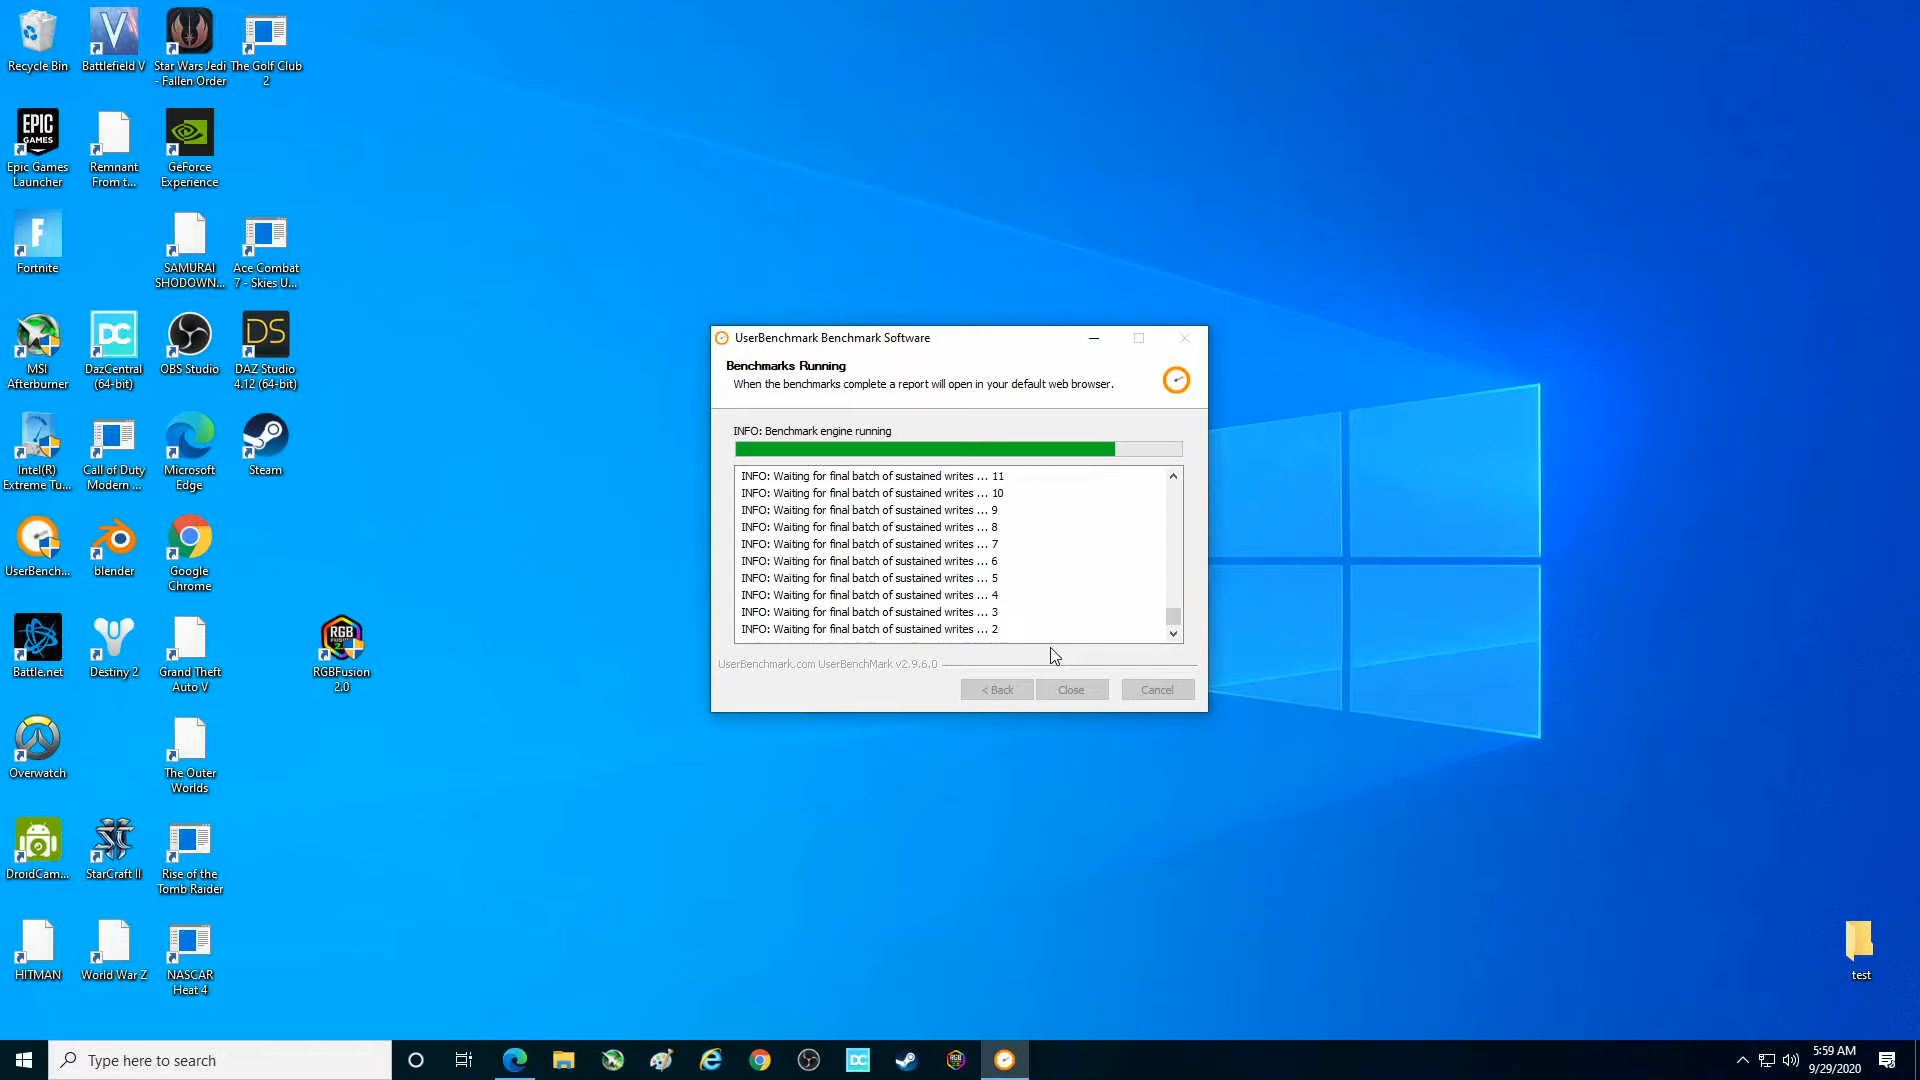 Recycle Bin
Battlefield V
Star Wars Jedi
- Fallen Order
The Golf Club
2
EPIC
GAMES
Epic Games
Launcher
Remnant
From t...
GeForce
Experience
F
Fortnite
SAMURAI
SHODOWN...
Ace Combat
7 - Skies U...
MSI
Afterburner
DC
DazCentral
(64-bit)
OBS Studio
DS
DAZ Studio
4.12 (64-bit)
Intel(R)
Extreme Tu...
Call of Duty
Modern ...
Microsoft
Edge
Steam
UserBench...
blender
Google
Chrome
Battle.net
Destiny 2
Grand Theft
Auto V
RGB
RGBFusion
2.0
Overwatch
The Outer
Worlds
DroidCam...
StarCraft II
Rise of the
Tomb Raider
HITMAN
World War Z
NASCAR
Heat 4
UserBenchmark Benchmark Software
Benchmarks Running
When the benchmarks complete a report will open in your default web browser.
INFO: Benchmark engine running
INFO: Waiting for final batch of sustained writes ... 11
INFO: Waiting for final batch of sustained writes ... 10
INFO: Waiting for final batch of sustained writes ... 9
INFO: Waiting for final batch of sustained writes ... 8
INFO: Waiting for final batch of sustained writes ... 7
INFO: Waiting for final batch of sustained writes ... 6
INFO: Waiting for final batch of sustained writes ... 5
INFO: Waiting for final batch of sustained writes ... 4
INFO: Waiting for final batch of sustained writes ... 3
INFO: Waiting for final batch of sustained writes ... 2
UserBenchmark.com UserBenchMark v2.9.6.0
< Back
Close
Cancel
test
Type here to search
DC
5:59 AM
9/29/2020